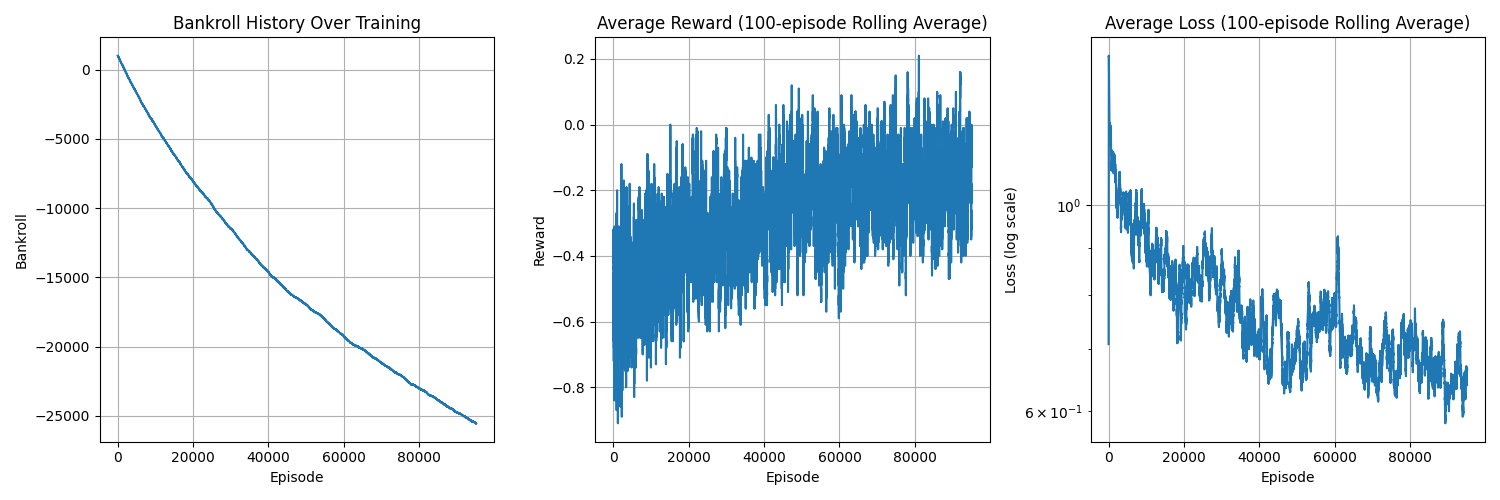 Bankroll History Over Training
Bankroll
0
−5000
−10000
−15000
−20000
−25000
0 20000 40000 60000 80000
Episode
Average Reward (100-episode Rolling Average)
Reward
0.2
0.0
−0.2
−0.4
−0.6
−0.8
0 20000 40000 60000 80000
Episode
Average Loss (100-episode Rolling Average)
Loss (log scale)
10⁰
6 × 10⁻¹
0 20000 40000 60000 80000
Episode